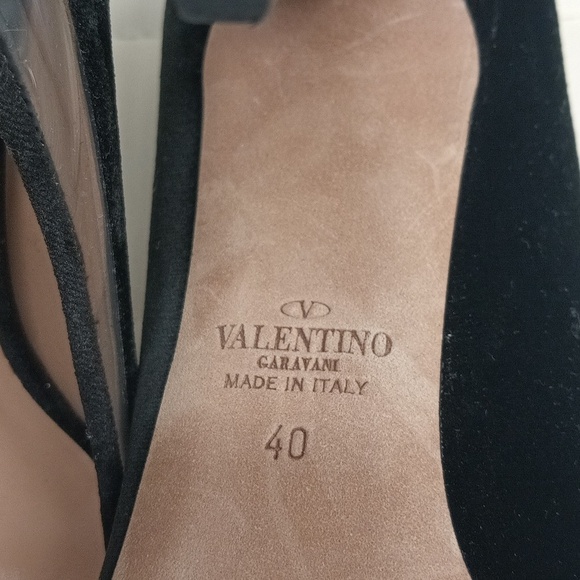 V
VALENTINO
GARAVANI
MADE IN ITALY
40